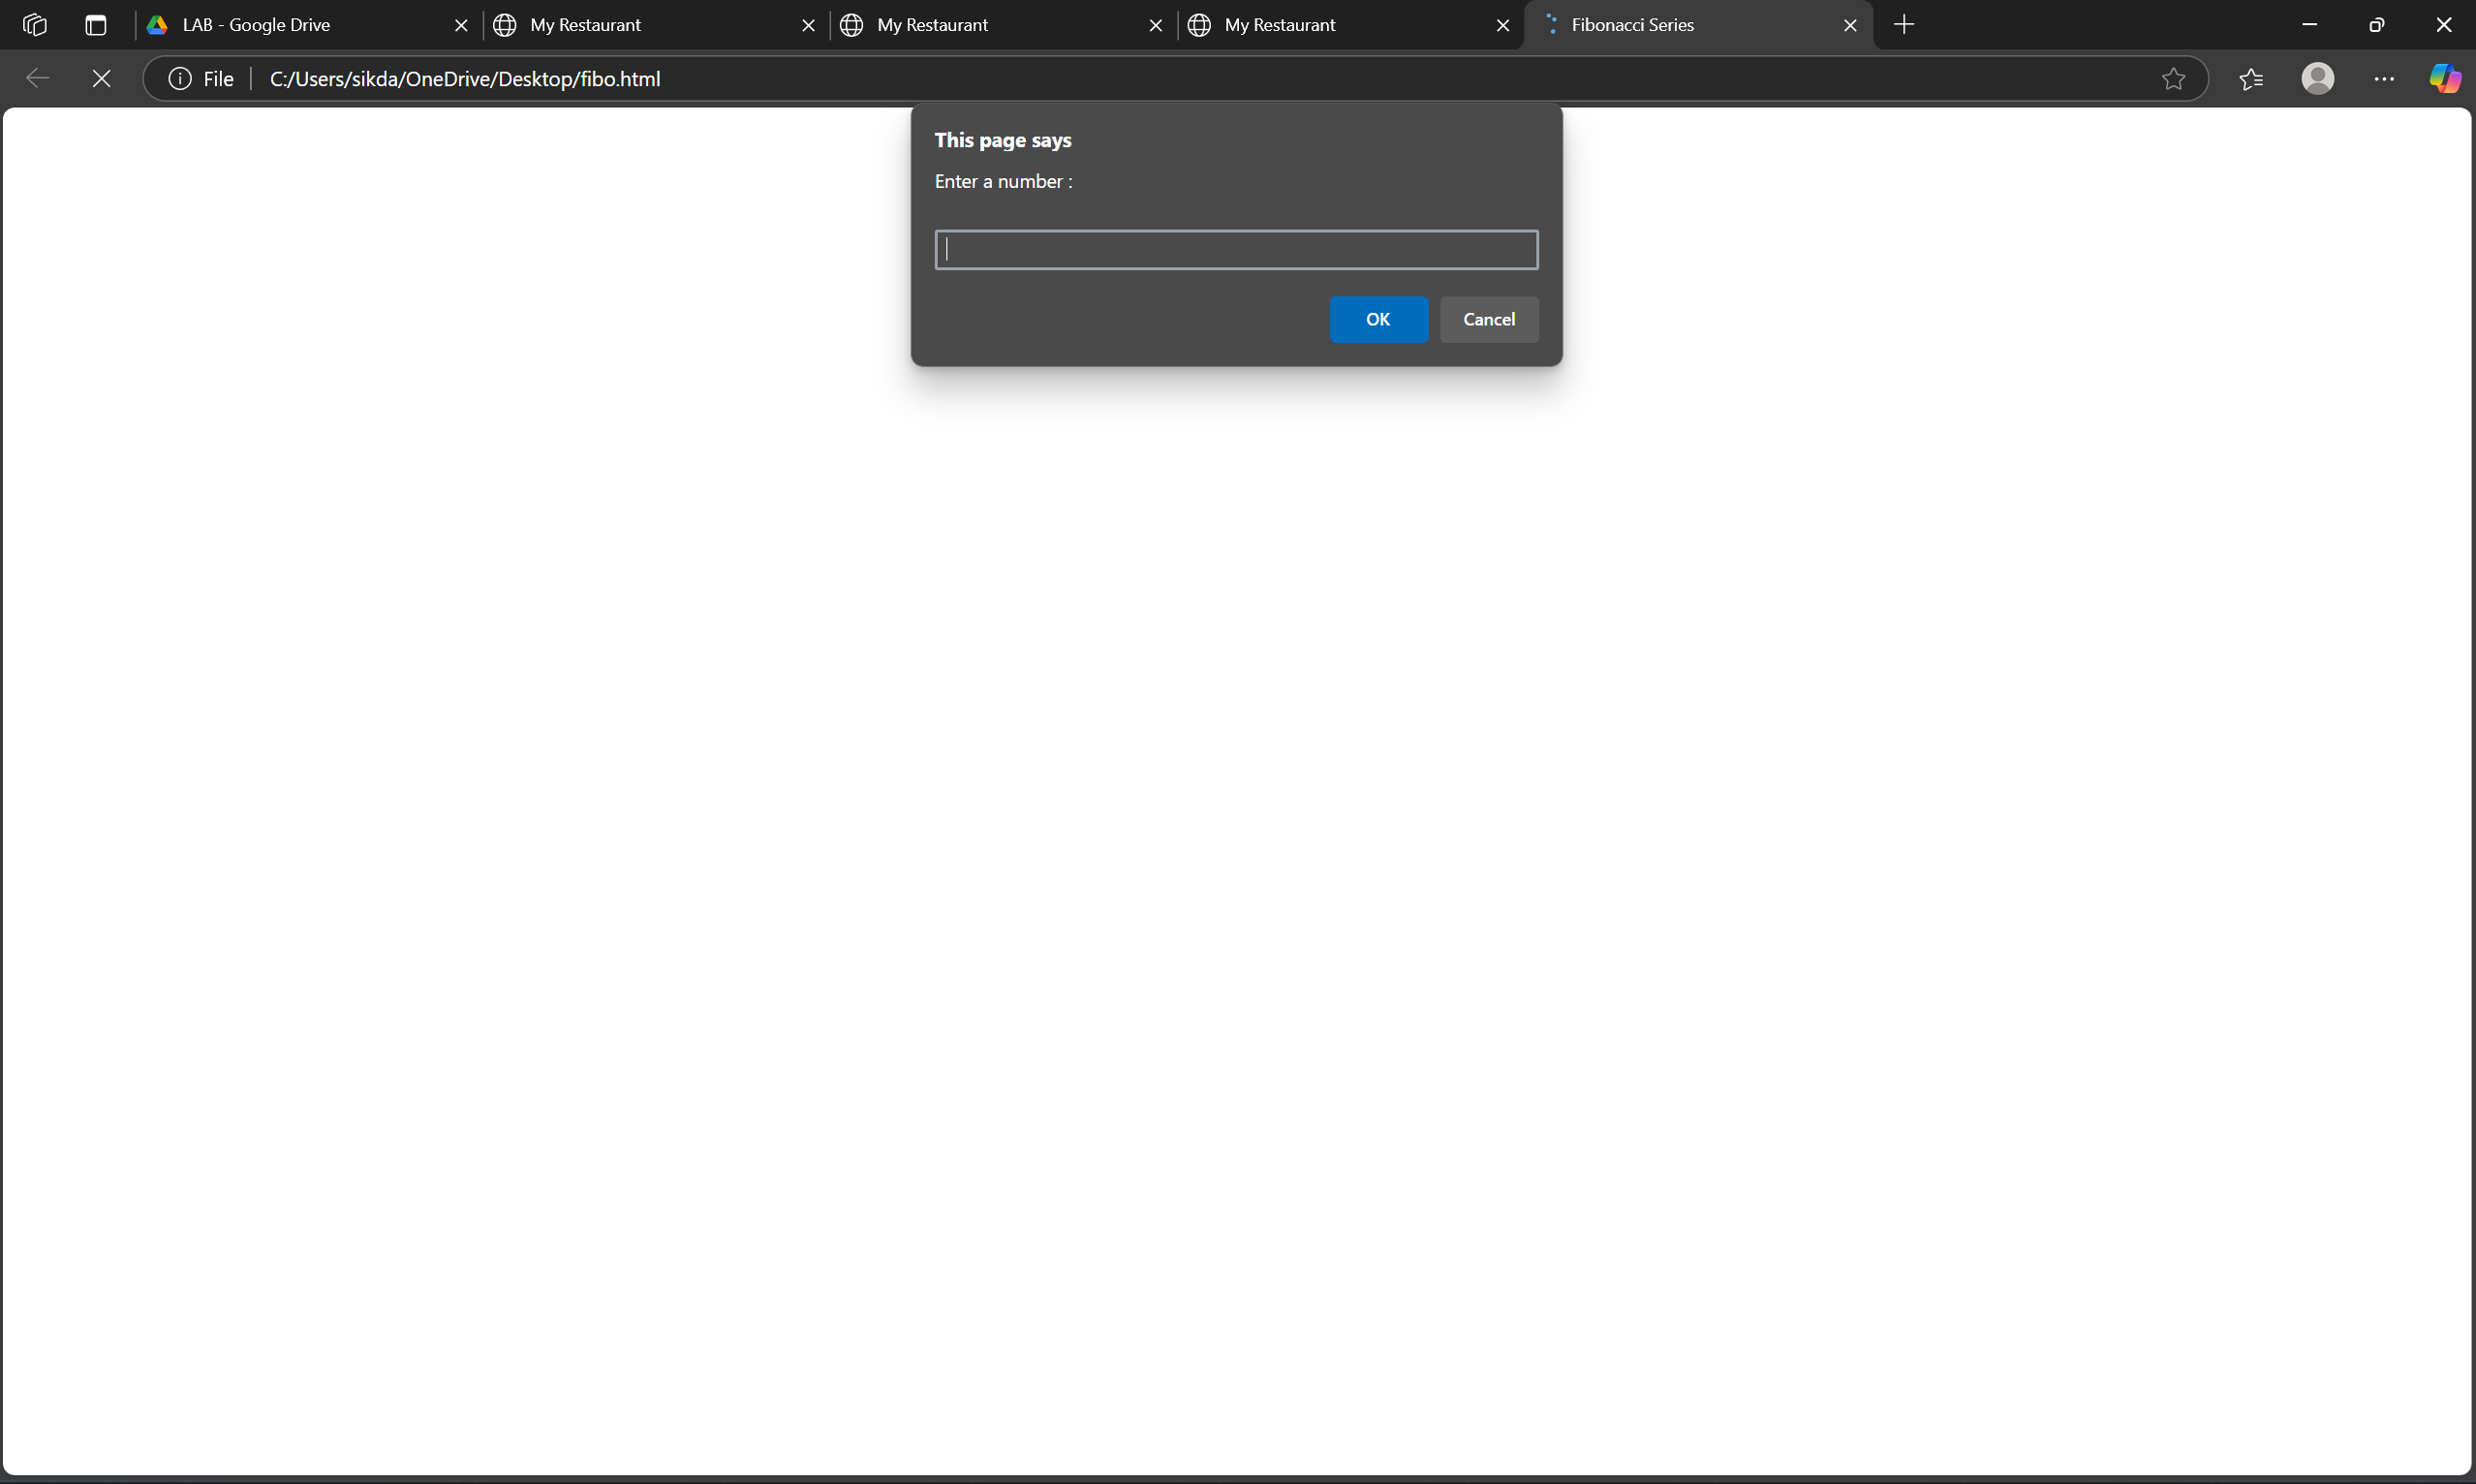 LAB - Google Drive
My Restaurant
My Restaurant
My Restaurant
Fibonacci Series
File
C:/Users/sikda/OneDrive/Desktop/fibo.html
This page says
Enter a number :
OK
Cancel